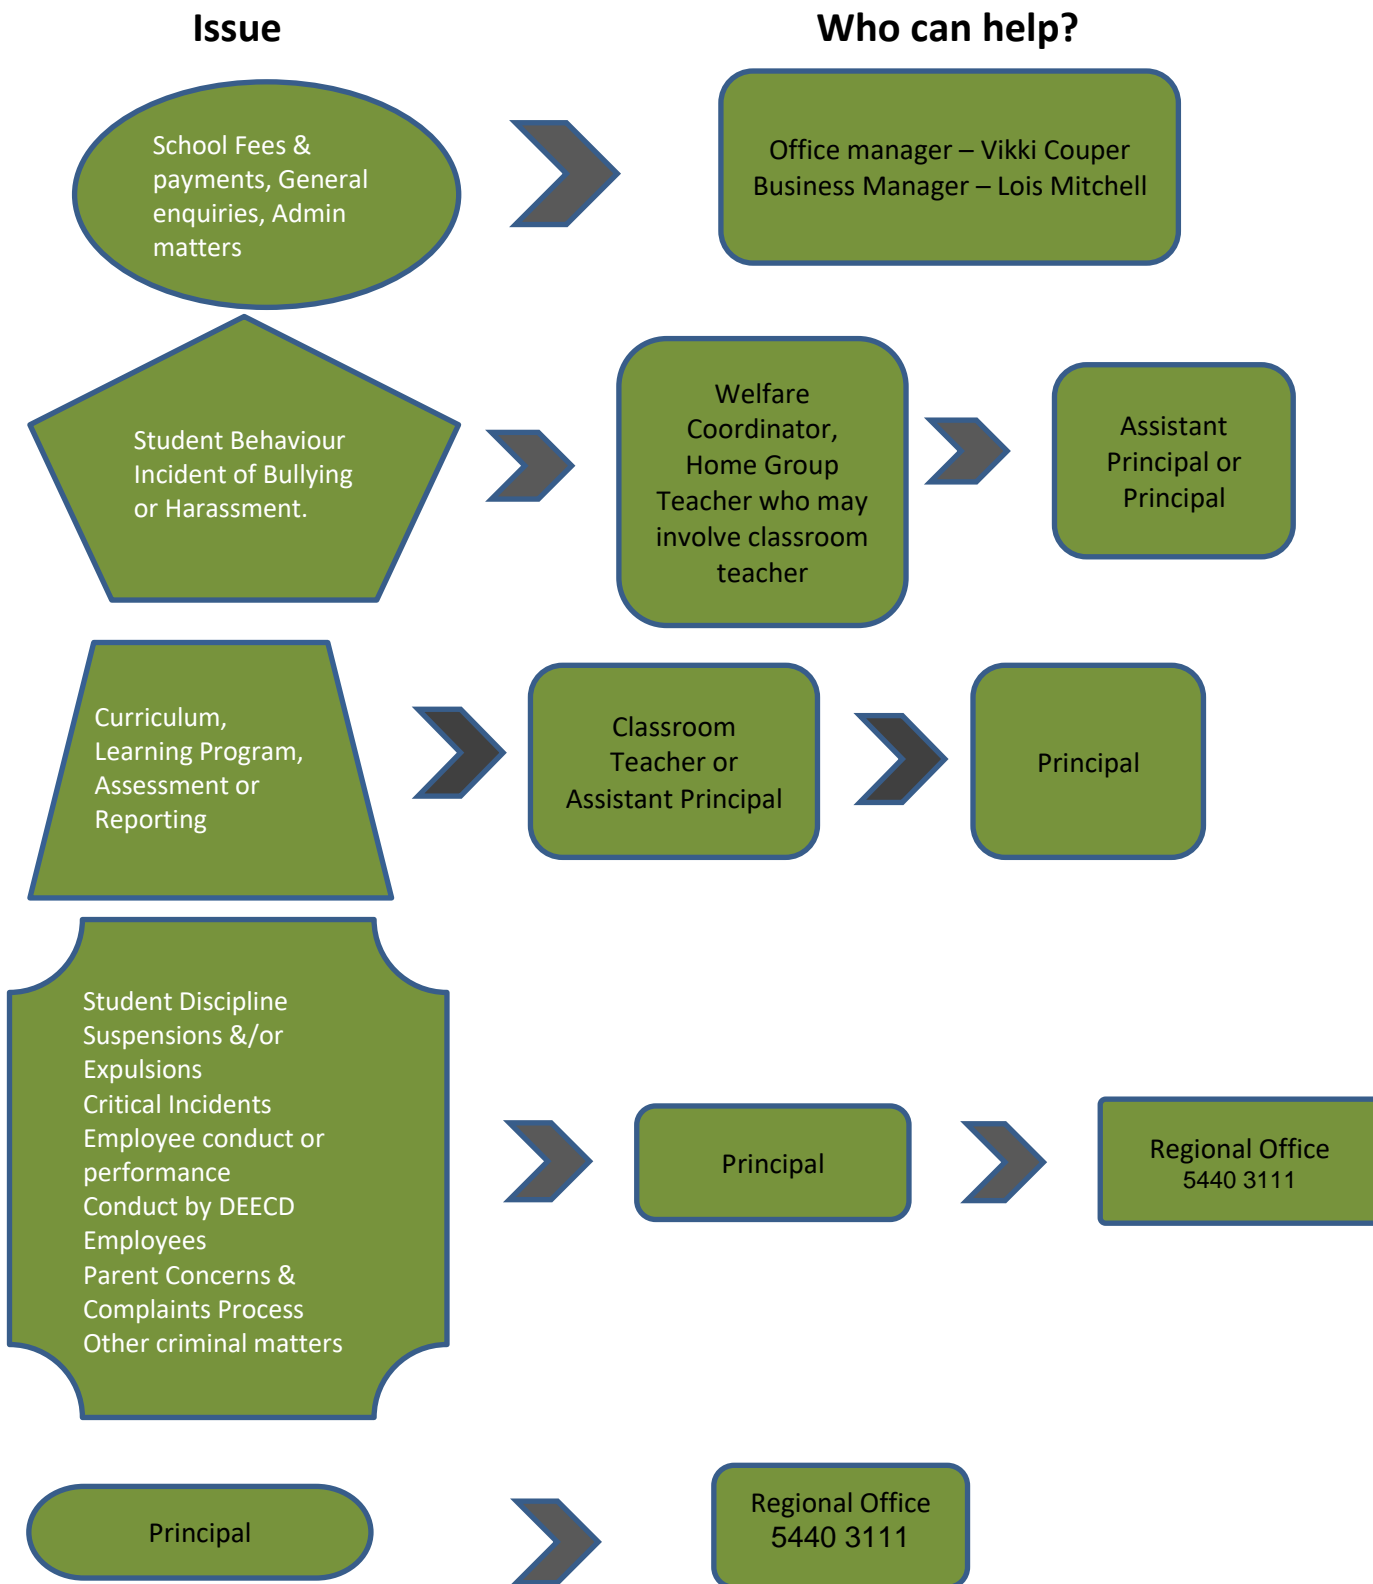 Issue
Who can help?
School Fees &
payments, General
enquiries, Admin
matters
Office manager – Vikki Couper
Business Manager – Lois Mitchell
Student Behaviour
Incident of Bullying
or Harassment.
Welfare
Coordinator,
Home Group
Teacher who may
involve classroom
teacher
Assistant
Principal or
Principal
Curriculum,
Learning Program,
Assessment or
Reporting
Classroom
Teacher or
Assistant Principal
Principal
Student Discipline
Suspensions &/or
Expulsions
Critical Incidents
Employee conduct or
performance
Conduct by DEECD
Employees
Parent Concerns &
Complaints Process
Other criminal matters
Principal
Regional Office
5440 3111
Principal
Regional Office
5440 3111